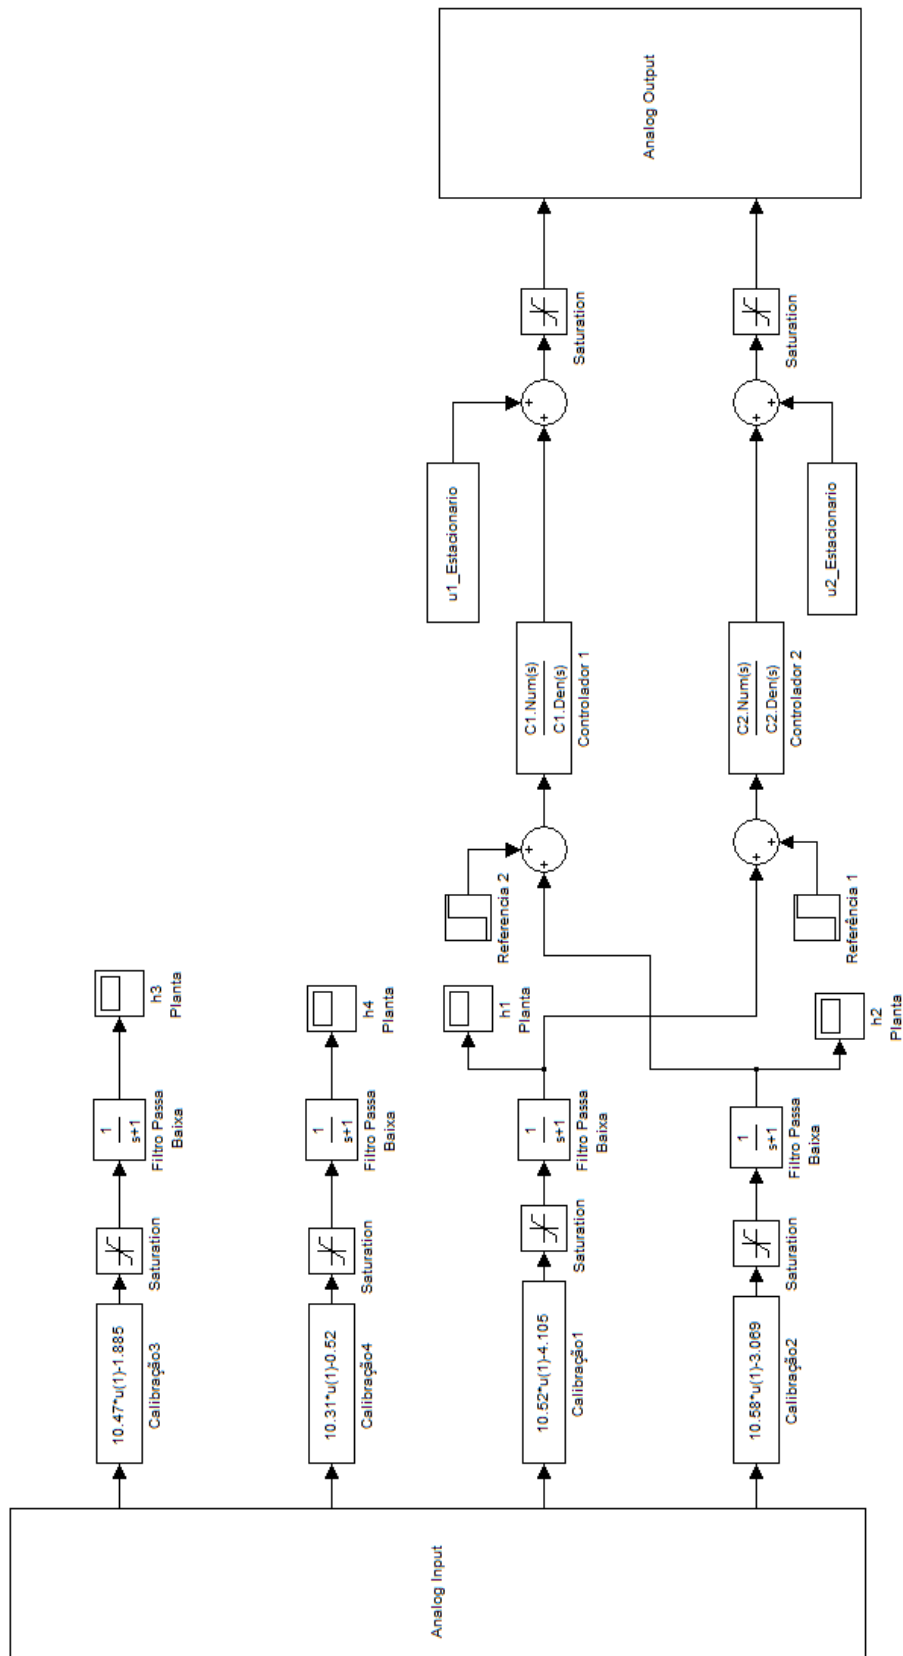 Analog Input
10.47*u(1)-1.885
Calibração3
Saturation
1
s+1
Filtro Passa
Baixa
h3
Planta
10.31*u(1)-0.52
Calibração4
Saturation
1
s+1
Filtro Passa
Baixa
h4
Planta
10.52*u(1)-4.105
Calibração1
Saturation
1
s+1
Filtro Passa
Baixa
h1
Planta
Referencia 2
+
+
C1.Num(s)
C1.Den(s)
Controlador 1
u1_Estacionario
+
+
Saturation
10.58*u(1)-3.069
Calibração2
Saturation
1
s+1
Filtro Passa
Baixa
h2
Planta
Referência 1
+
+
C2.Num(s)
C2.Den(s)
Controlador 2
u2_Estacionario
+
+
Saturation
Analog Output